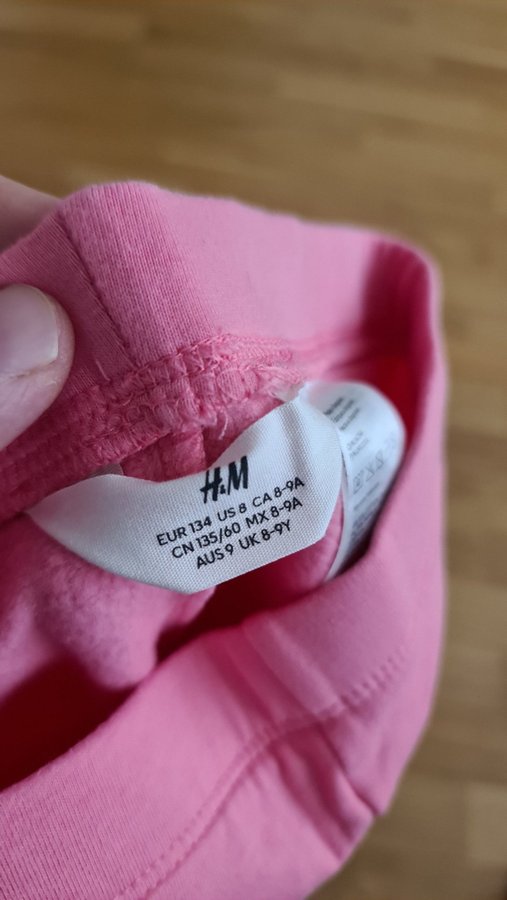 H&M
EUR 134 US 8 CA 8-9A
CN 135/60 MX 8-9A
AUS 9 UK 8-9Y